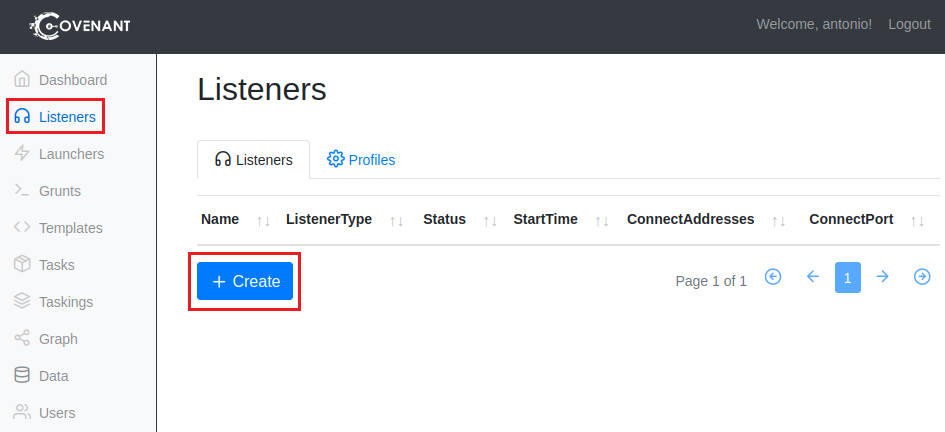 COVENANT
Welcome, antonio! Logout
Dashboard
Listeners
Launchers
Grunts
Templates
Tasks
Taskings
Graph
Data
Users
Listeners
Listeners Profiles
Name ↑↓ ListenerType ↑↓ Status ↑↓ StartTime ↑↓ ConnectAddresses ↑↓ ConnectPort ↑↓
+ Create
Page 1 of 1 1